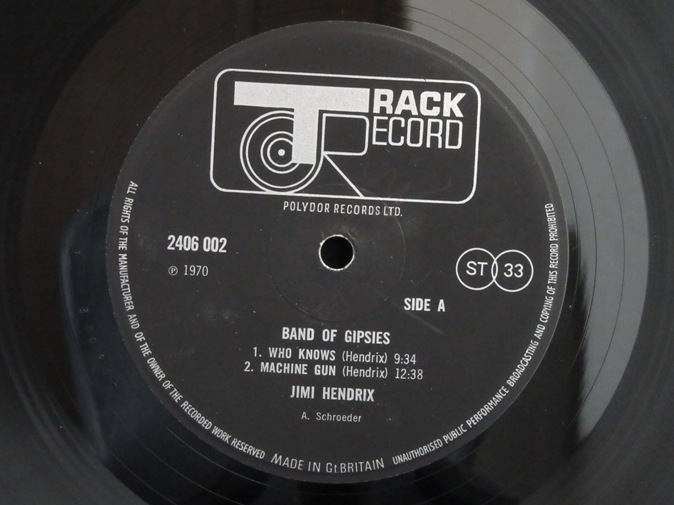 TRACK
RECORD
POLYDOR RECORDS LTD.
2406 002
℗ 1970
ST 33
SIDE A
BAND OF GIPSIES
1. WHO KNOWS (Hendrix) 9:34
2. MACHINE GUN (Hendrix) 12:38
JIMI HENDRIX
A. Schroeder
ALL RIGHTS OF THE MANUFACTURER AND OF THE OWNER OF THE RECORDED WORK RESERVED
MADE IN Gt.BRITAIN
UNAUTHORISED PUBLIC PERFORMANCE BROADCASTING AND COPYING OF THIS RECORD PROHIBITED